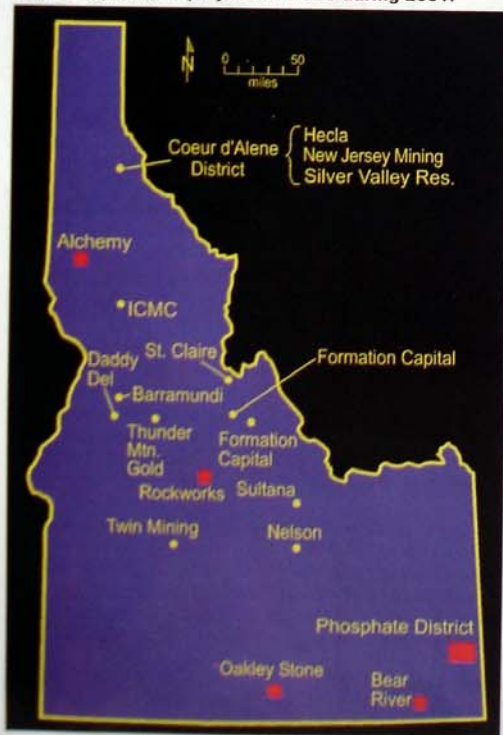 during 2001.
N
0 50
miles
Coeur d'Alene
District
Hecla
New Jersey Mining
Silver Valley Res.
Alchemy
ICMC
St. Claire
Formation Capital
Daddy
Del
Barramundi
Thunder
Mtn.
Gold
Formation
Capital
Rockworks
Sultana
Twin Mining
Nelson
Phosphate District
Oakley Stone
Bear
River